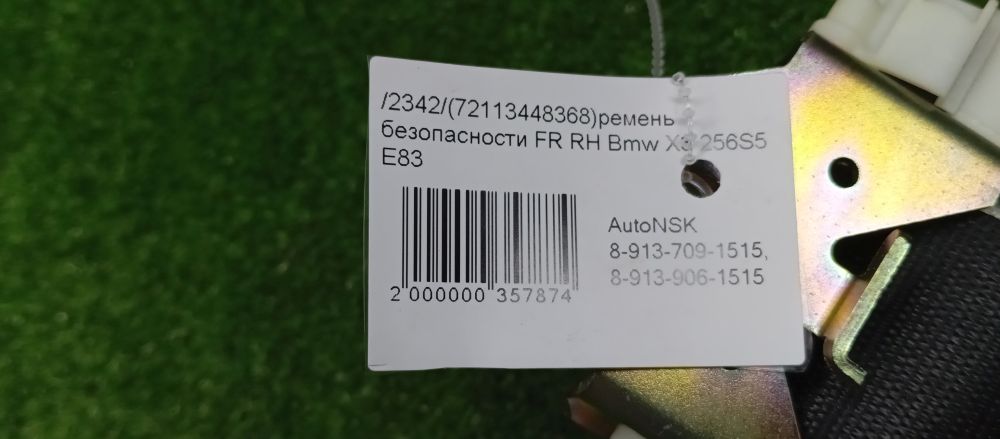 /2342/(72113448368)ремень
безопасности FR RH Bmw X3 256S5
E83
AutoNSK
8-913-709-1515,
8-913-906-1515
2 000000 357874